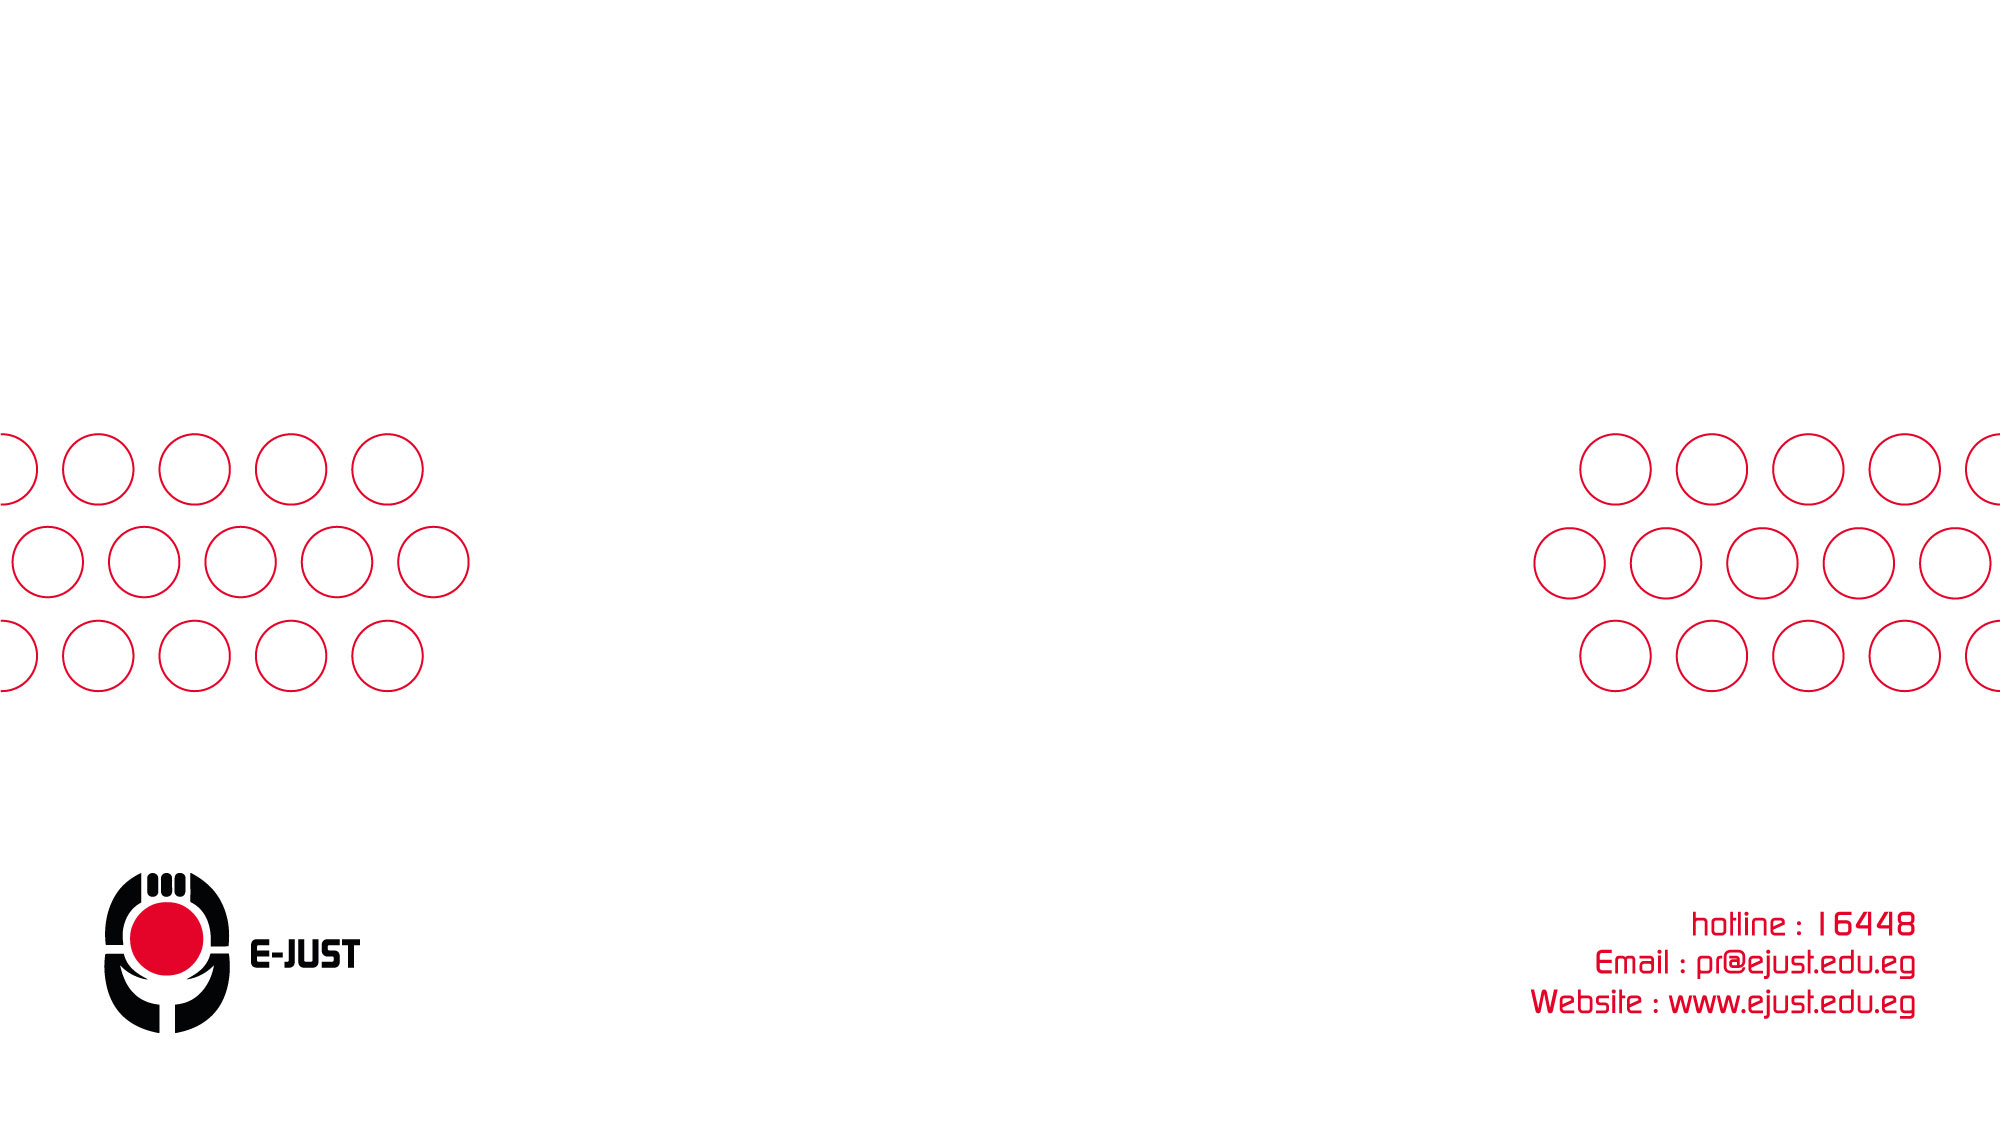 E-JUST
hotline : 16448
Email : pr@ejust.edu.eg
Website : www.ejust.edu.eg